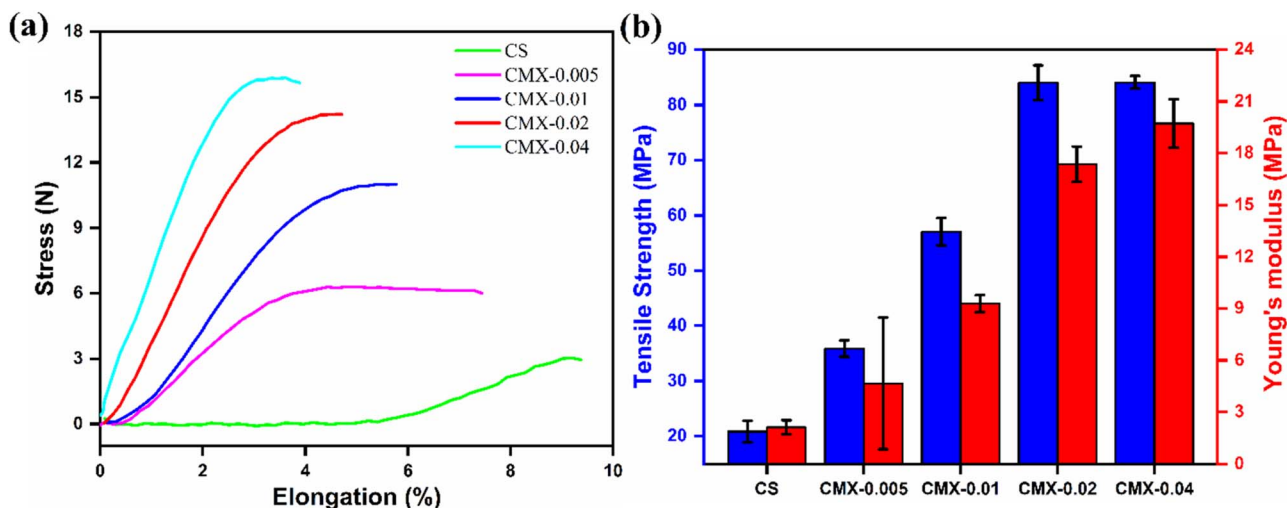 (a)
18
15
12
9
6
3
0
Stress (N)
0 2 4 6 8 10
Elongation (%)
CS
CMX-0.005
CMX-0.01
CMX-0.02
CMX-0.04
(b)
90
80
70
60
50
40
30
20
Tensile Strength (MPa)
CS CMX-0.005 CMX-0.01 CMX-0.02 CMX-0.04
24
21
18
15
12
9
6
3
0
Young's modulus (MPa)